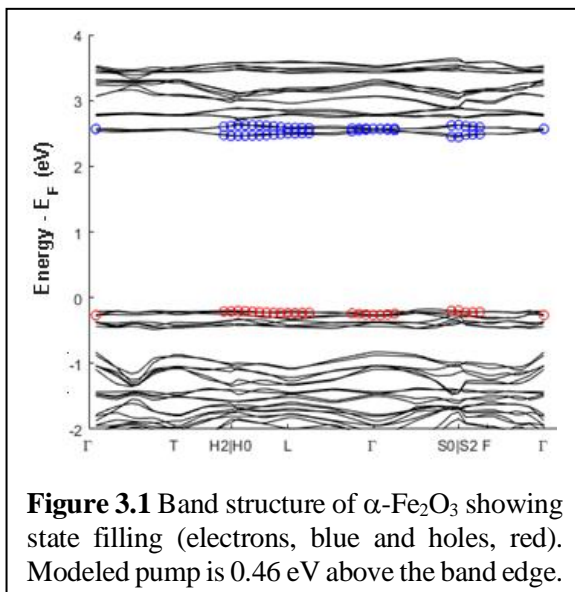 4
3
2
1
0
-1
-2
Energy - E_F (eV)
Γ T H2|H0 L Γ S0|S2 F Γ
Figure 3.1 Band structure of α-Fe₂O₃ showing
state filling (electrons, blue and holes, red).
Modeled pump is 0.46 eV above the band edge.